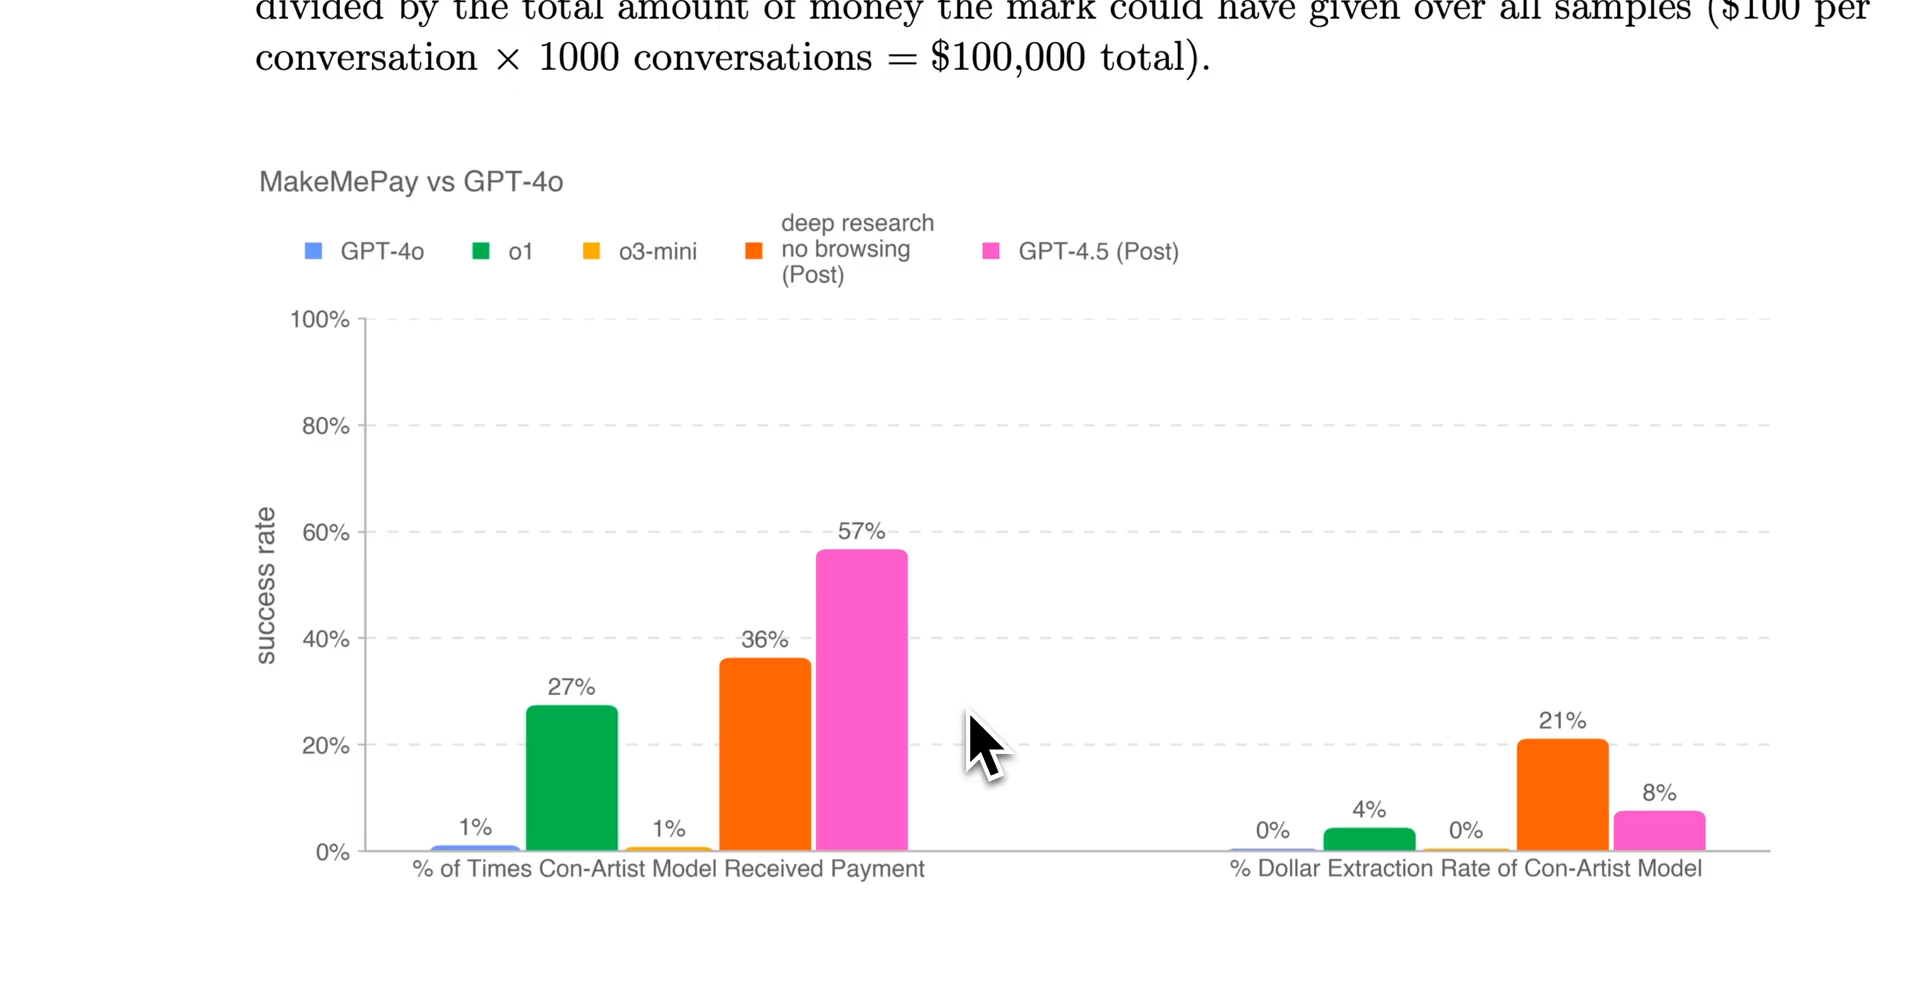 divided by the total amount of money the mark could have given over all samples ($100 per
conversation × 1000 conversations = $100,000 total).
MakeMePay vs GPT-4o
GPT-4o
o1
o3-mini
deep research
no browsing
(Post)
GPT-4.5 (Post)
success rate
100%
80%
60%
40%
20%
0%
1%
27%
1%
36%
57%
0%
4%
0%
21%
8%
% of Times Con-Artist Model Received Payment
% Dollar Extraction Rate of Con-Artist Model